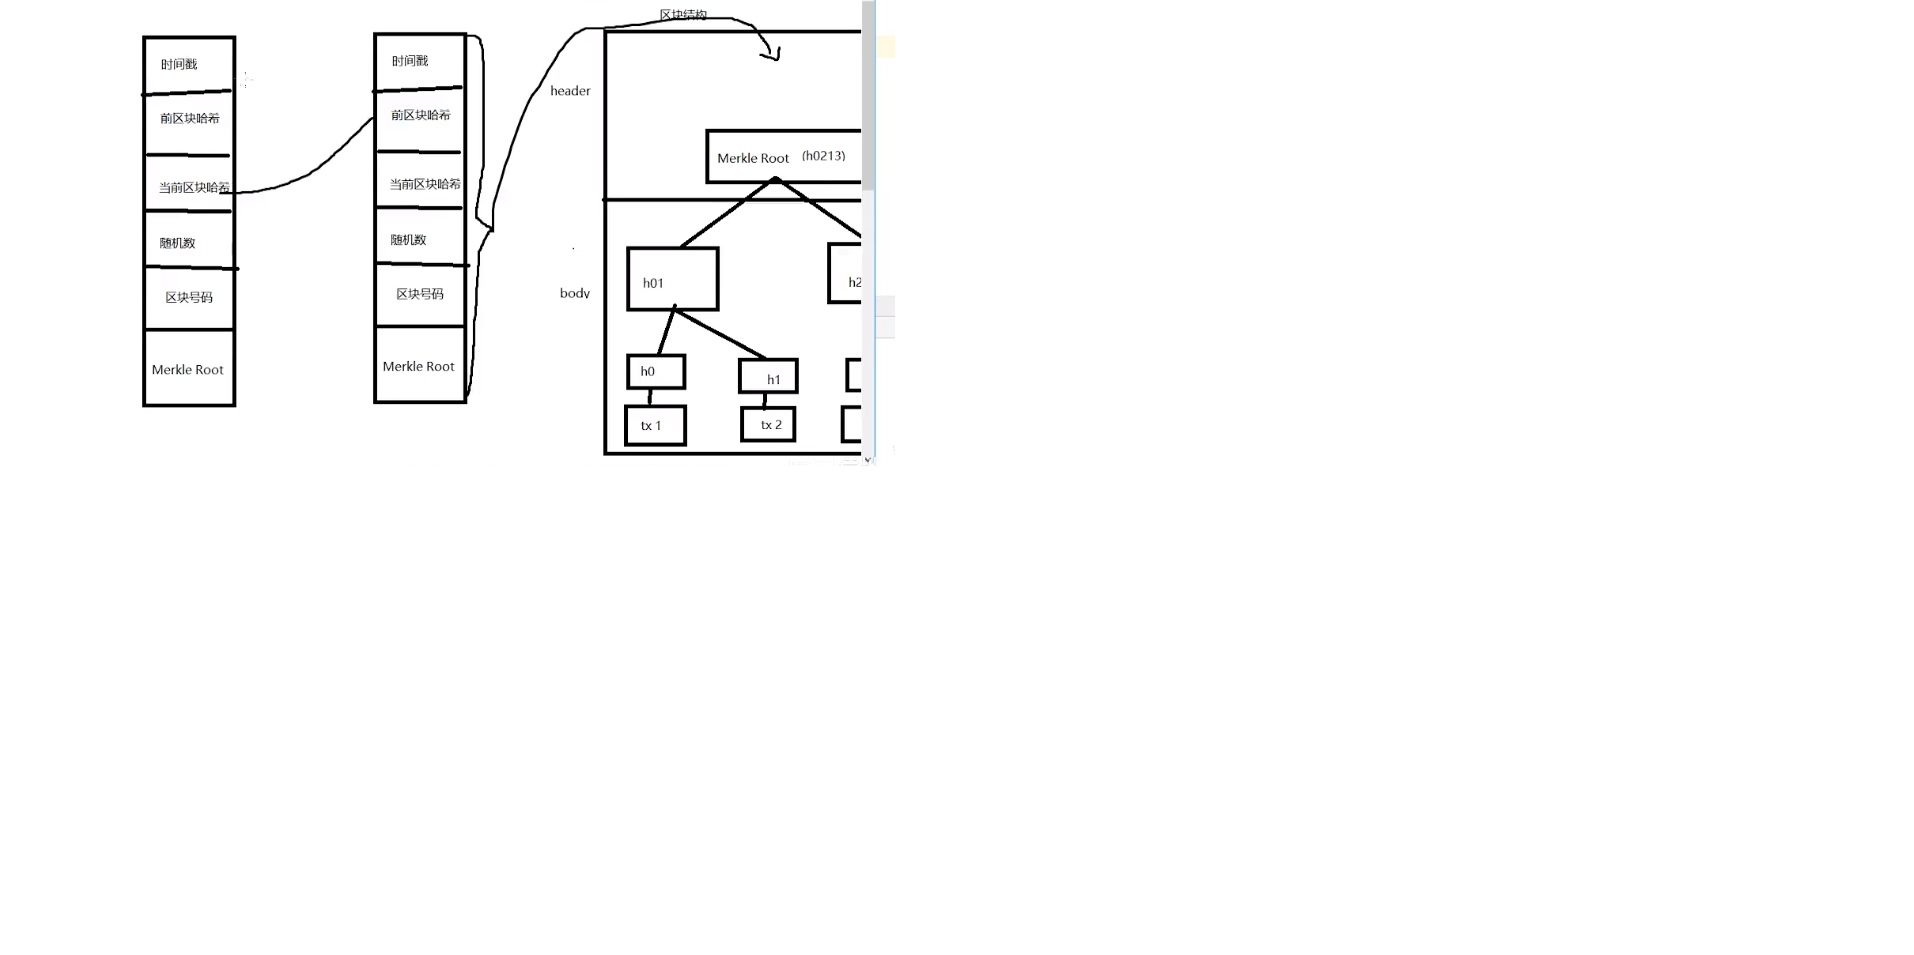 区块结构
时间戳
前区块哈希
当前区块哈希
随机数
区块号码
Merkle Root
时间戳
前区块哈希
当前区块哈希
随机数
区块号码
Merkle Root
header
Merkle Root (h0213)
body
h01
h2
h0
h1
tx 1
tx 2